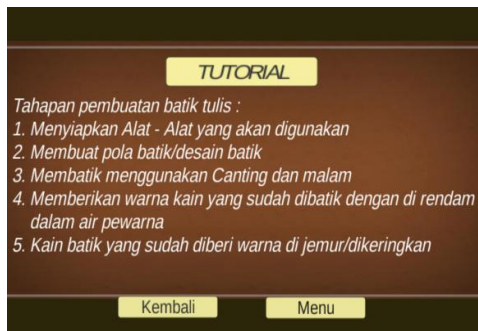 TUTORIAL
Tahapan pembuatan batik tulis :
1. Menyiapkan Alat - Alat yang akan digunakan
2. Membuat pola batik/desain batik
3. Membatik menggunakan Canting dan malam
4. Memberikan warna kain yang sudah dibatik dengan di rendam
dalam air pewarna
5. Kain batik yang sudah diberi warna di jemur/dikeringkan
Kembali
Menu